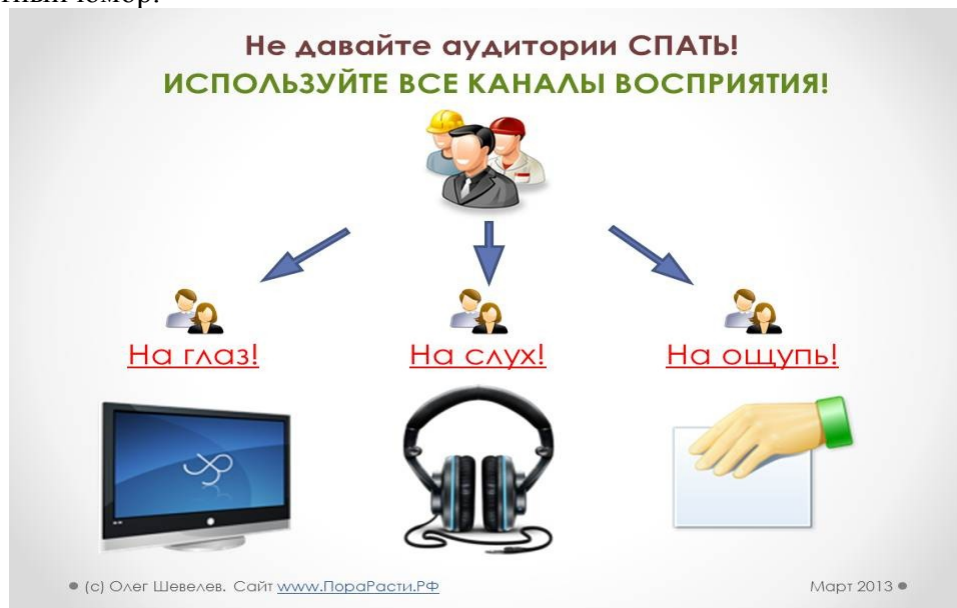 Не давайте аудитории СПАТЬ!
ИСПОЛЬЗУЙТЕ ВСЕ КАНАЛЫ ВОСПРИЯТИЯ!
На глаз!
На слух!
На ощупь!
(с) Олег Шевелев. Сайт www.ПораРасти.РФ
Март 2013